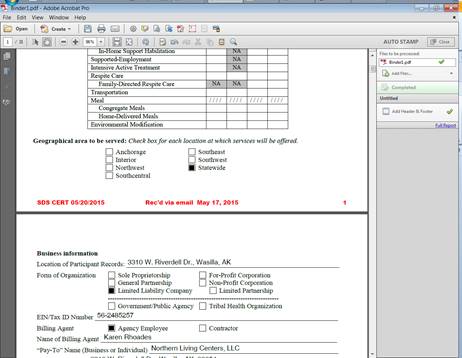 Binder1.pdf - Adobe Acrobat Pro
File Edit View Window Help
Open Create
1 / 96%
AUTO STAMP Close
Files to be processed:
Binder1.pdf
Add Files...
Completed
Untitled
Add Header & Footer
Full Report
In-Home Support Habilitation NA
Supported-Employment NA
Intensive Active Treatment NA
Respite Care
Family-Directed Respite Care NA NA
Transportation
Meal //// //// //// ////
Congregate Meals
Home-Delivered Meals
Environmental Modification
Geographical area to be served: Check box for each location at which services will be offered.
Anchorage Southeast
Interior Southwest
Northwest Statewide
Southcentral
SDS CERT 05/20/2015 Rec'd via email May 17, 2015 1
Business information
Location of Participant Records: 3310 W. Riverdell Dr., Wasilla, AK
Form of Organization Sole Proprietorship For-Profit Corporation
General Partnership Non-Profit Corporation
Limited Liability Company Limited Partnership
Government/Public Agency Tribal Health Organization
EIN/Tax ID Number 56-2485257
Billing Agent Agency Employee Contractor
Name of Billing Agent Karen Rhoades
"Pay-To" Name (Business or Individual) Northern Living Centers, LLC